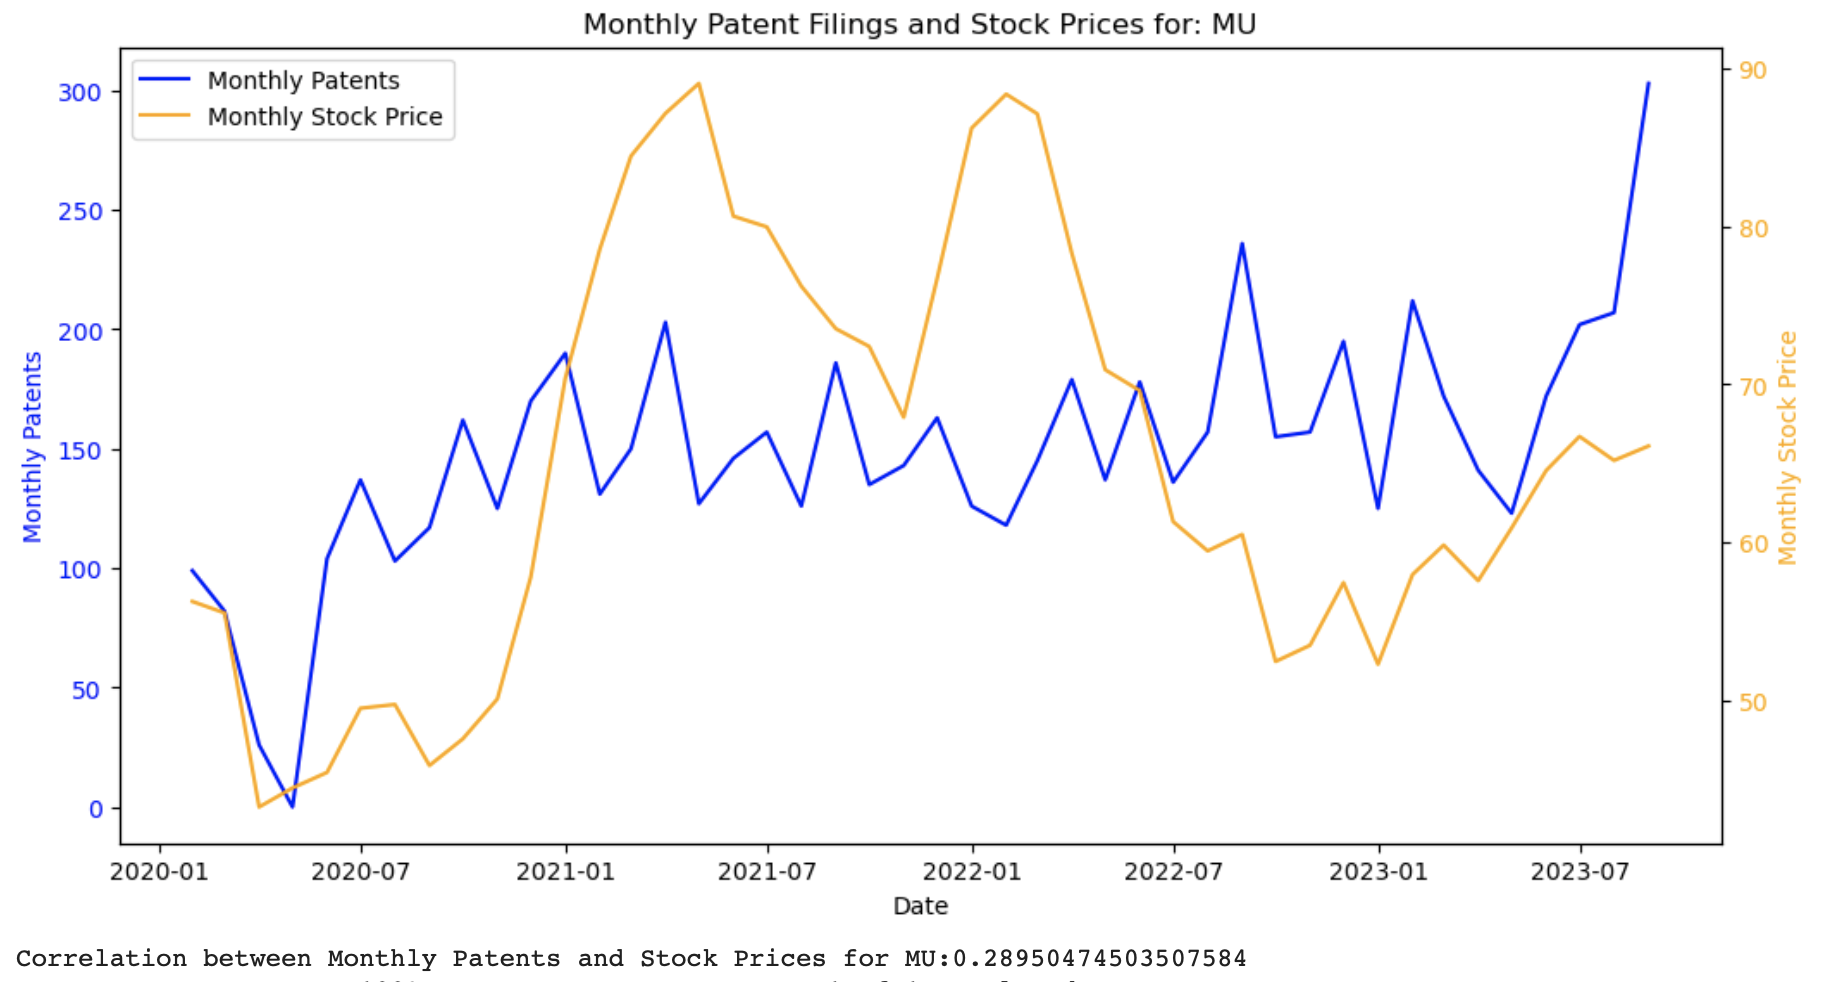 Monthly Patent Filings and Stock Prices for: MU
Monthly Patents
Monthly Stock Price
300
250
200
150
100
50
0
Monthly Patents
90
80
70
60
50
Monthly Stock Price
2020-01 2020-07 2021-01 2021-07 2022-01 2022-07 2023-01 2023-07
Date
Correlation between Monthly Patents and Stock Prices for MU:0.28950474503507584